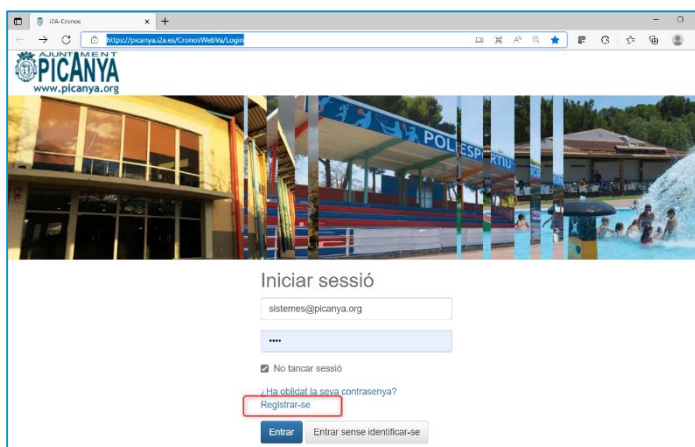 i2A-Cronos
https://picanya.i2a.es/CronosWebVa/Login
AJUNTAMENT
PICANYA
www.picanya.org
POLIESPORTIU
Iniciar sessió
sistemes@picanya.org
••••
No tancar sessió
¿Ha oblidat la seva contrasenya?
Registrar-se
Entrar
Entrar sense identificar-se